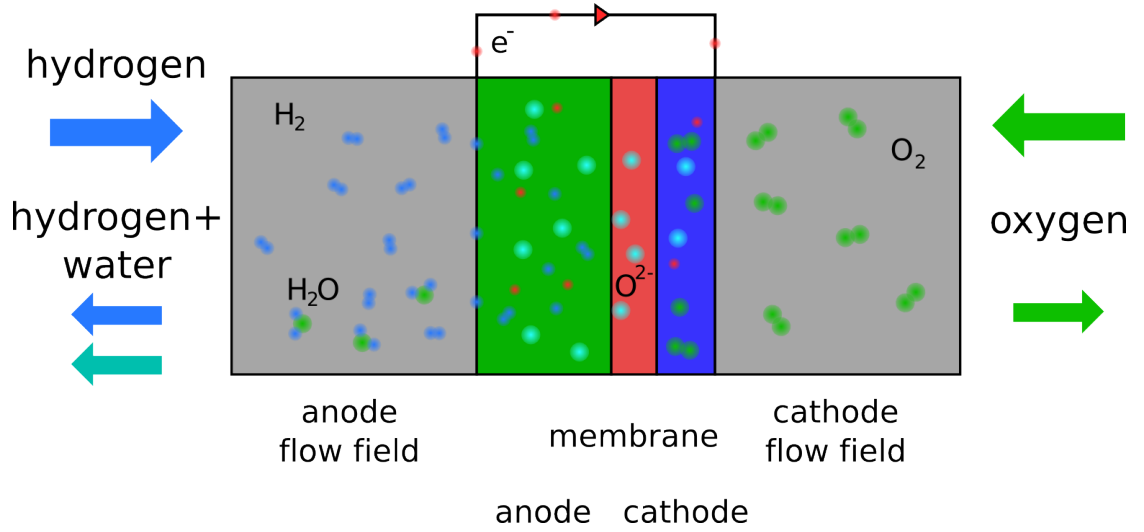 e-
hydrogen
H2
O2
hydrogen+
water
oxygen
H2O
O2-
anode
flow field
membrane
cathode
flow field
anode
cathode